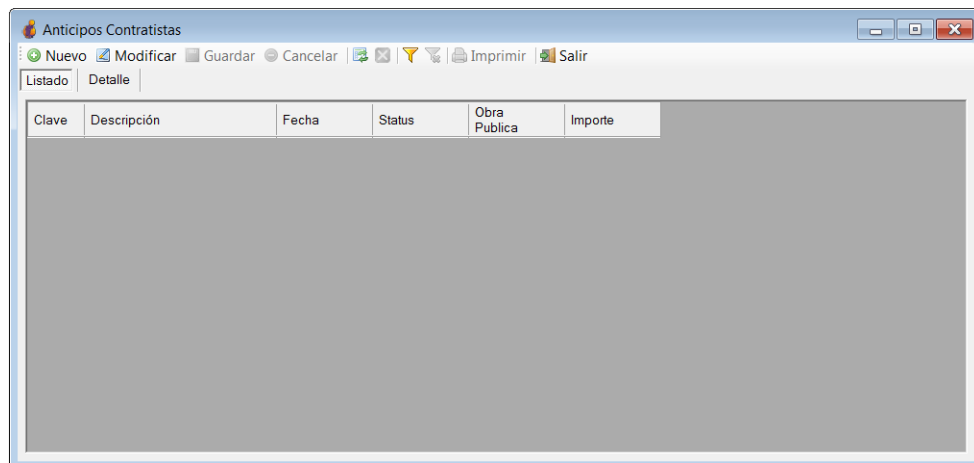 Anticipos Contratistas
Nuevo Modificar Guardar Cancelar Imprimir Salir
Listado Detalle
Clave Descripción Fecha Status Obra Publica Importe